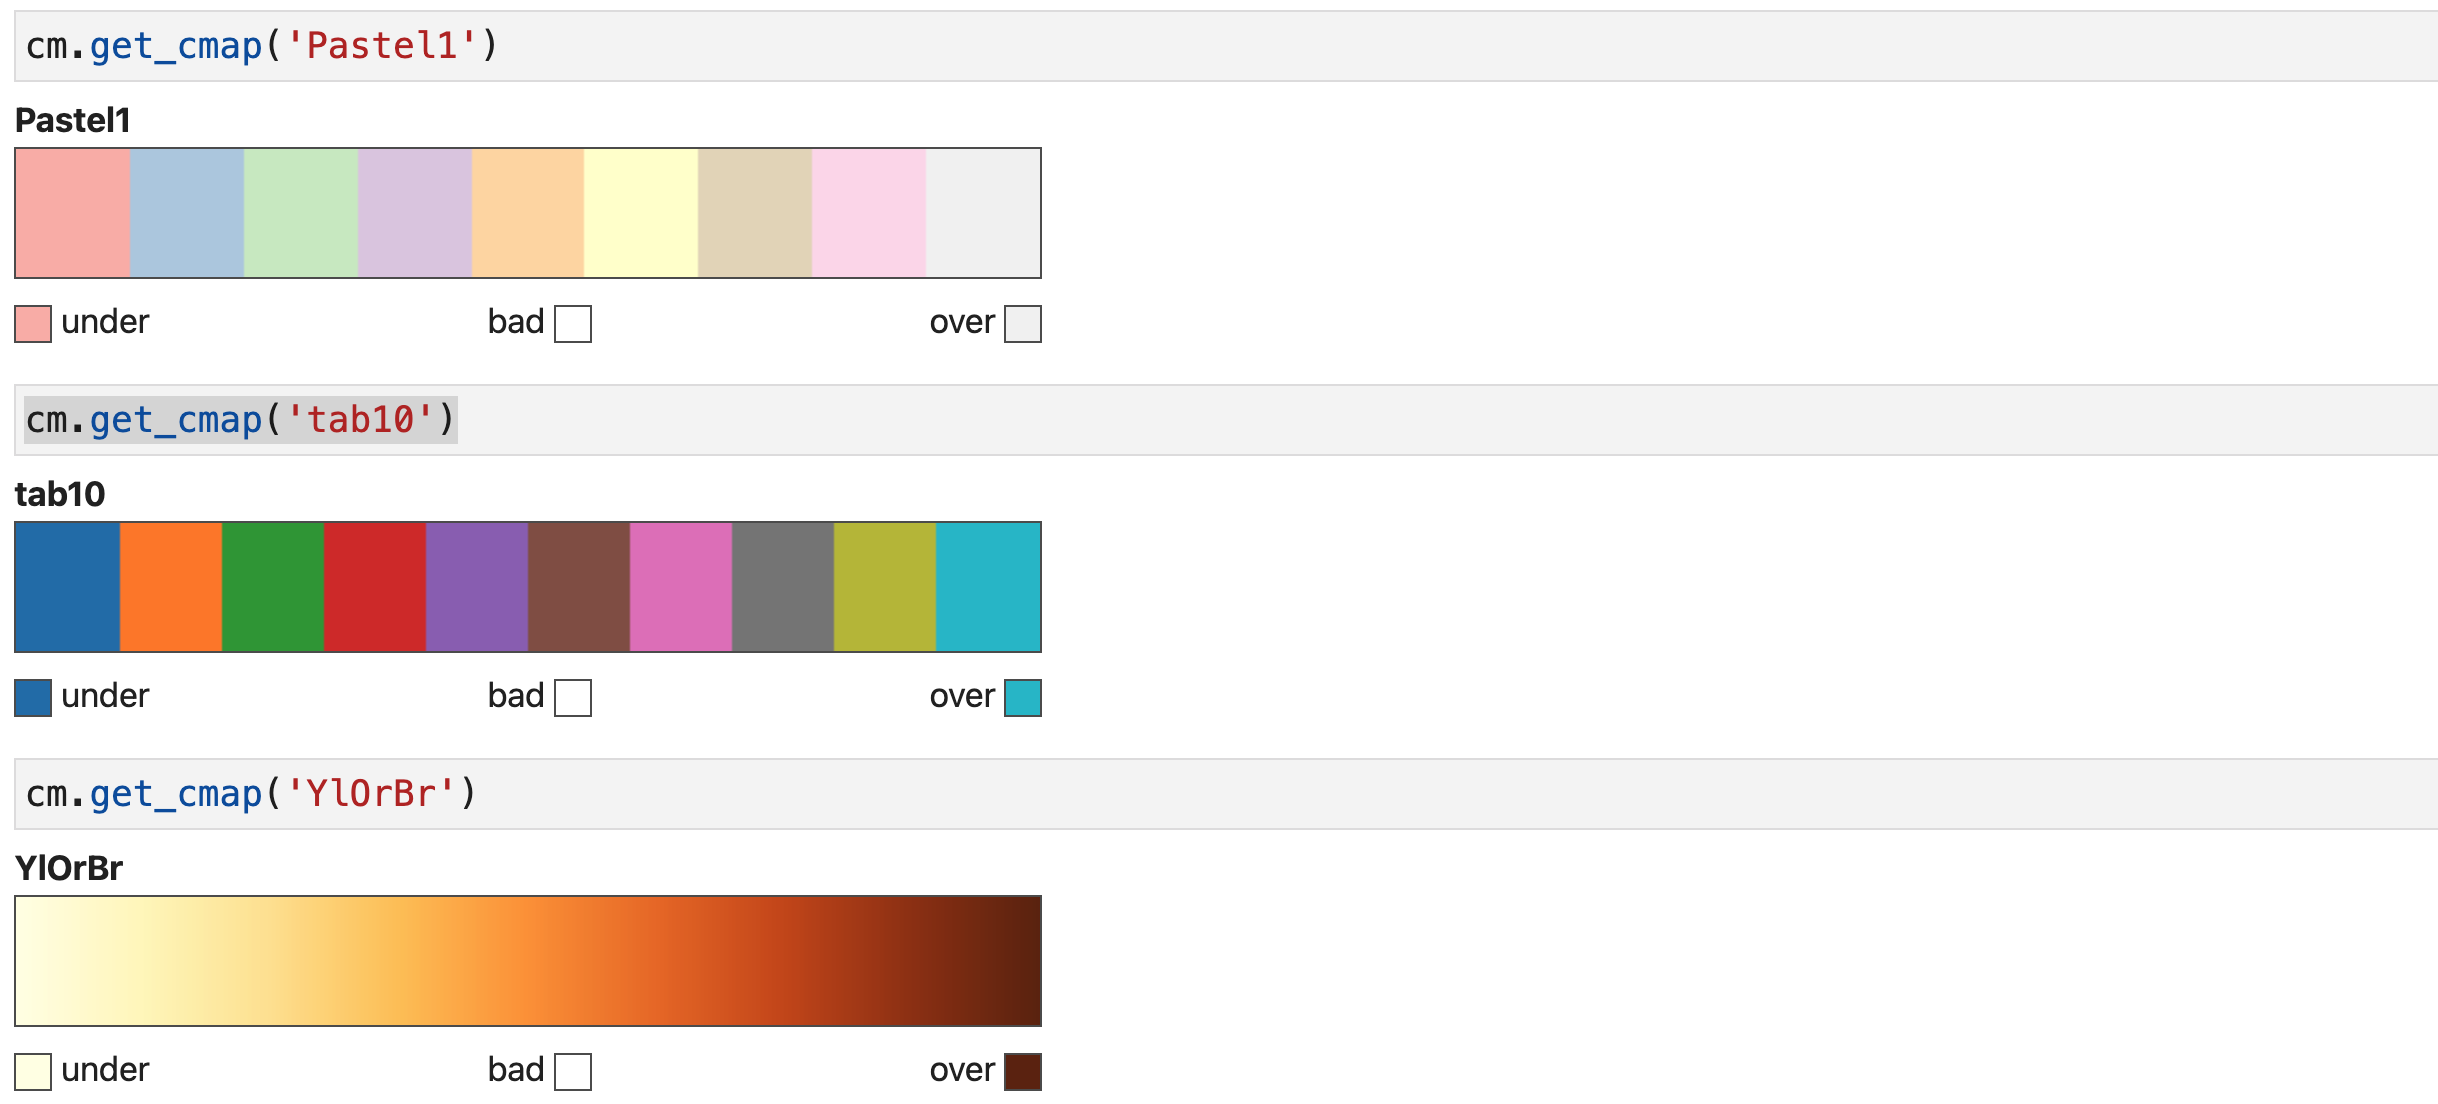 cm.get_cmap('Pastel1')
Pastel1
under bad over
cm.get_cmap('tab10')
tab10
under bad over
cm.get_cmap('YlOrBr')
YlOrBr
under bad over